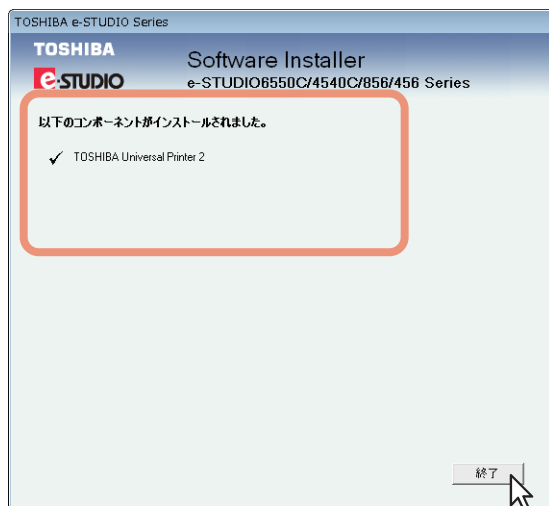 TOSHIBA e-STUDIO Series
TOSHIBA
e-STUDIO
Software Installer
e-STUDIO6550C/4540C/856/456 Series
以下のコンポーネントがインストールされました。
✓ TOSHIBA Universal Printer 2
終了